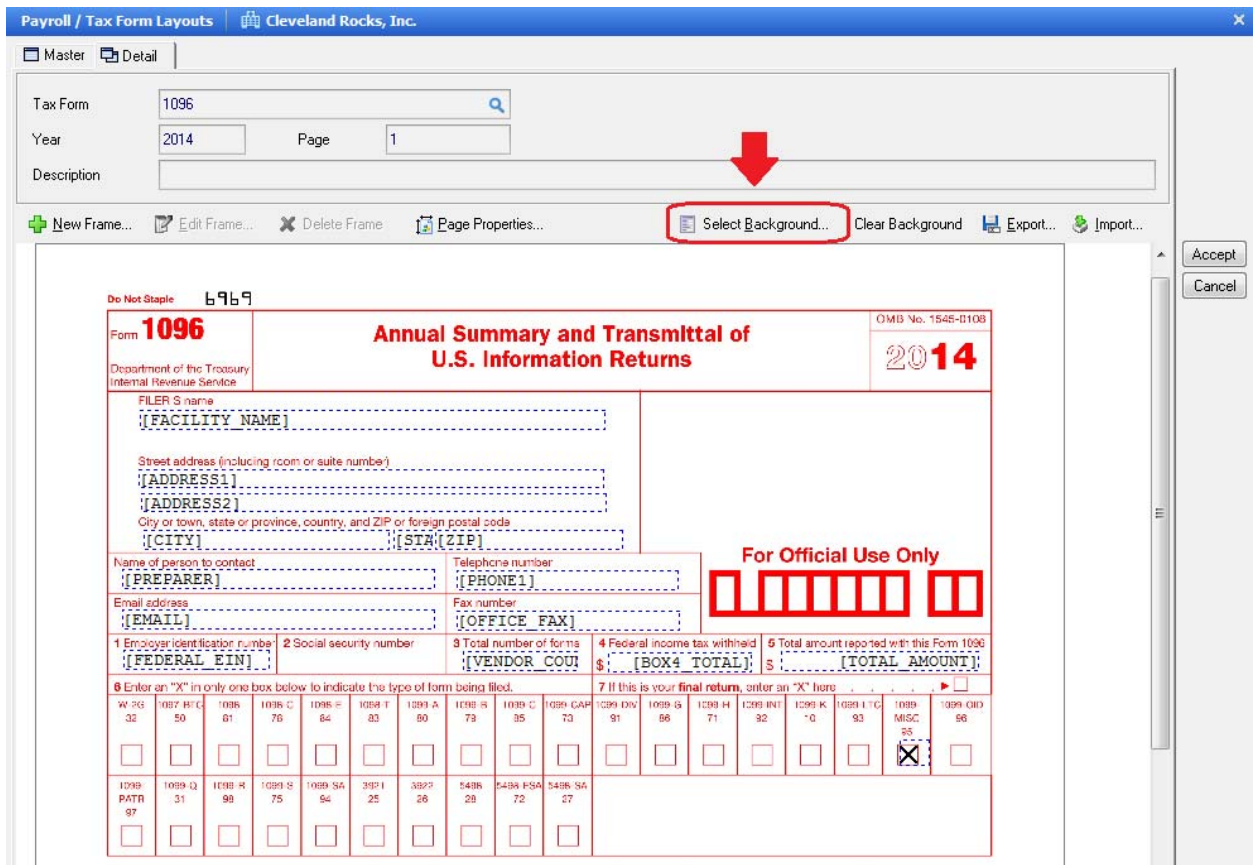 Payroll / Tax Form Layouts Cleveland Rocks, Inc.
Master Detail
Tax Form 1096
Year 2014 Page 1
Description
New Frame... Edit Frame... Delete Frame Page Properties... Select Background... Clear Background Export... Import...
Accept
Cancel
Do Not Staple 6969
Form 1096
Department of the Treasury
Internal Revenue Service
Annual Summary and Transmittal of
U.S. Information Returns
OMB No. 1545-0108
2014
FILER S name
[FACILITY_NAME]
Street address (including room or suite number)
[ADDRESS1]
[ADDRESS2]
City or town, state or province, country, and ZIP or foreign postal code
[CITY] [STA [ZIP]
Name of person to contact Telephone number
[PREPARER] [PHONE1]
For Official Use Only
Email address Fax number
[EMAIL] [OFFICE_FAX]
1 Employer identification number 2 Social security number 3 Total number of forms 4 Federal income tax withheld 5 Total amount reported with this Form 1096
[FEDERAL_EIN] [VENDOR_COU $ [BOX4_TOTAL] $ [TOTAL_AMOUNT]
6 Enter an "X" in only one box below to indicate the type of form being filed. 7 If this is your final return, enter an "X" here . . . . .
W-2G 1097-BTC 1098 1098-C 1098-E 1098-T 1099-A 1099-B 1099-C 1099-CAP 1099-DIV 1099-G 1099-H 1099-INT 1099-K 1099-LTC 1099- 1099-OID
32 50 81 78 84 83 80 79 85 73 91 86 71 92 10 93 MISC 96
95
X
1099- 1099-Q 1099-R 1099-S 1099-SA 3921 3922 5498 5498-ESA 5498-SA
PATR 31 98 75 94 25 26 28 72 27
97